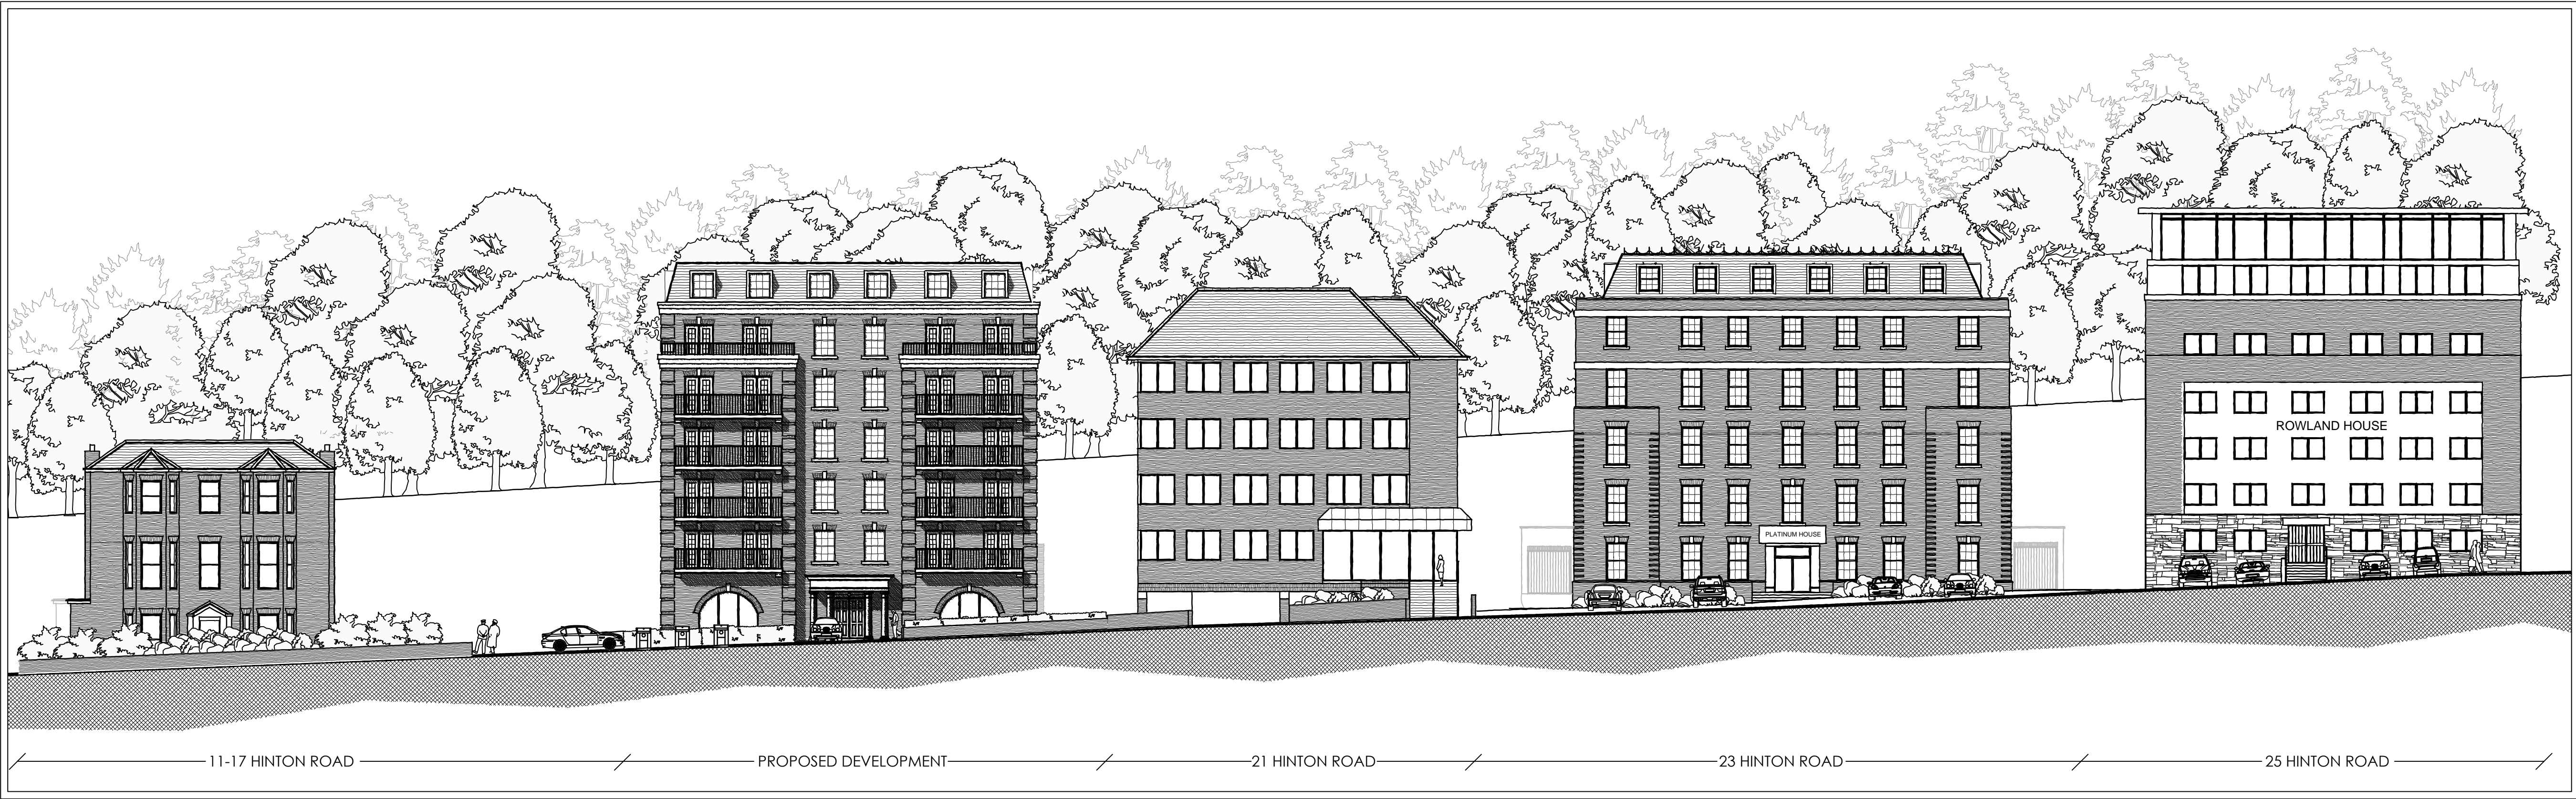 ROWLAND HOUSE
PLATINUM HOUSE
11-17 HINTON ROAD
PROPOSED DEVELOPMENT
21 HINTON ROAD
23 HINTON ROAD
25 HINTON ROAD